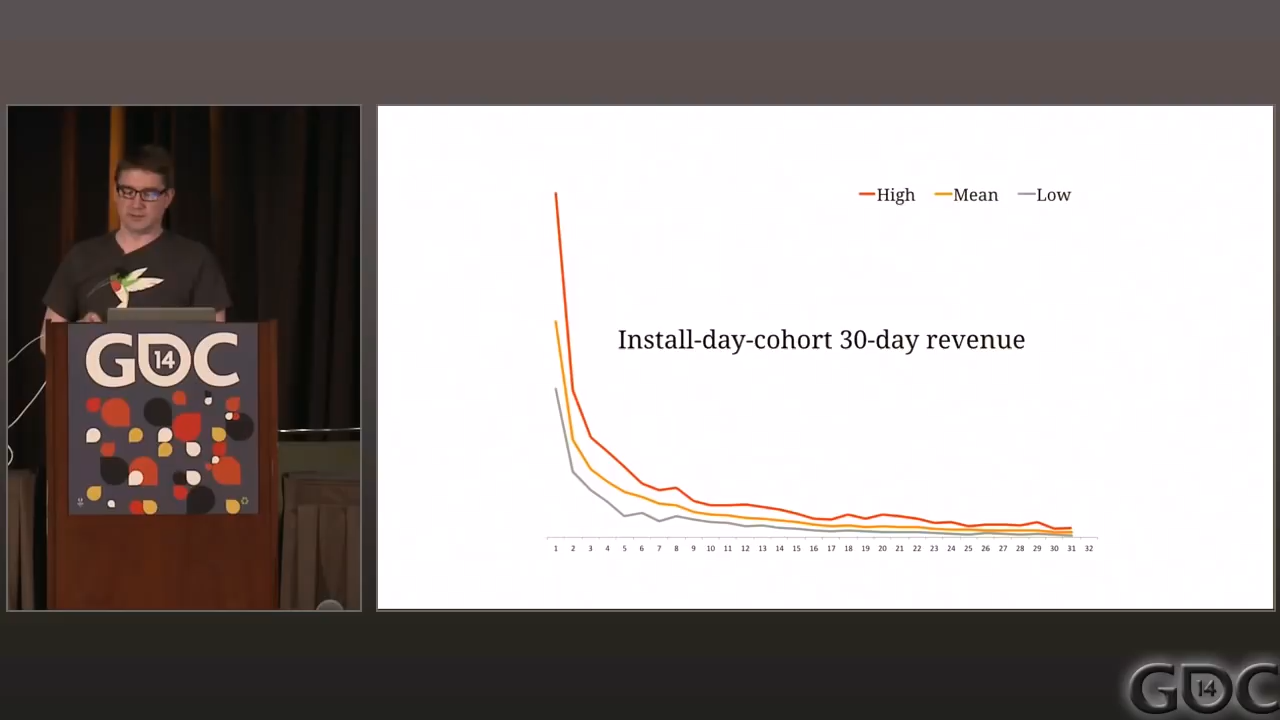 High Mean Low
Install-day-cohort 30-day revenue
1 2 3 4 5 6 7 8 9 10 11 12 13 14 15 16 17 18 19 20 21 22 23 24 25 26 27 28 29 30 31 32
GDC
14
GDC
14